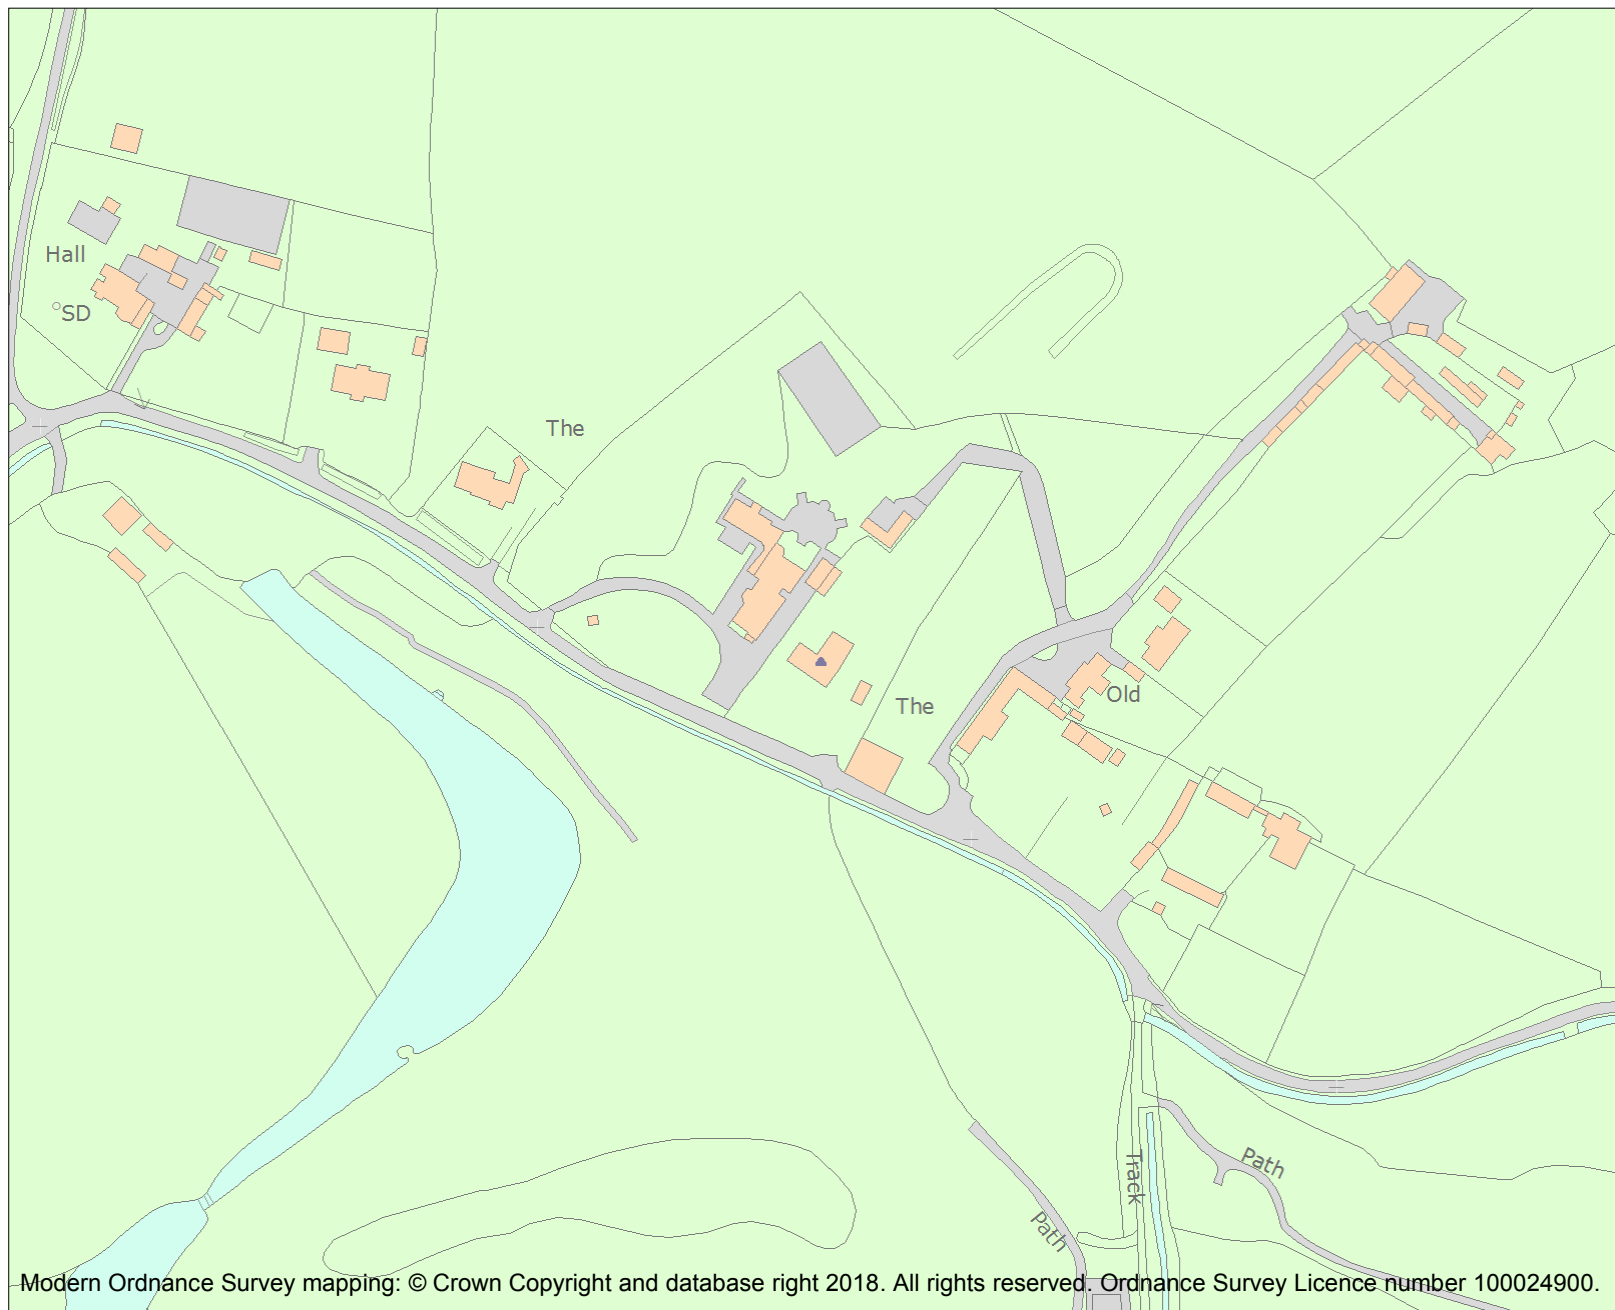 Hall
SD
The
The
Old
Path
Track
Path
Modern Ordnance Survey mapping: © Crown Copyright and database right 2018. All rights reserved. Ordnance Survey Licence number 100024900.